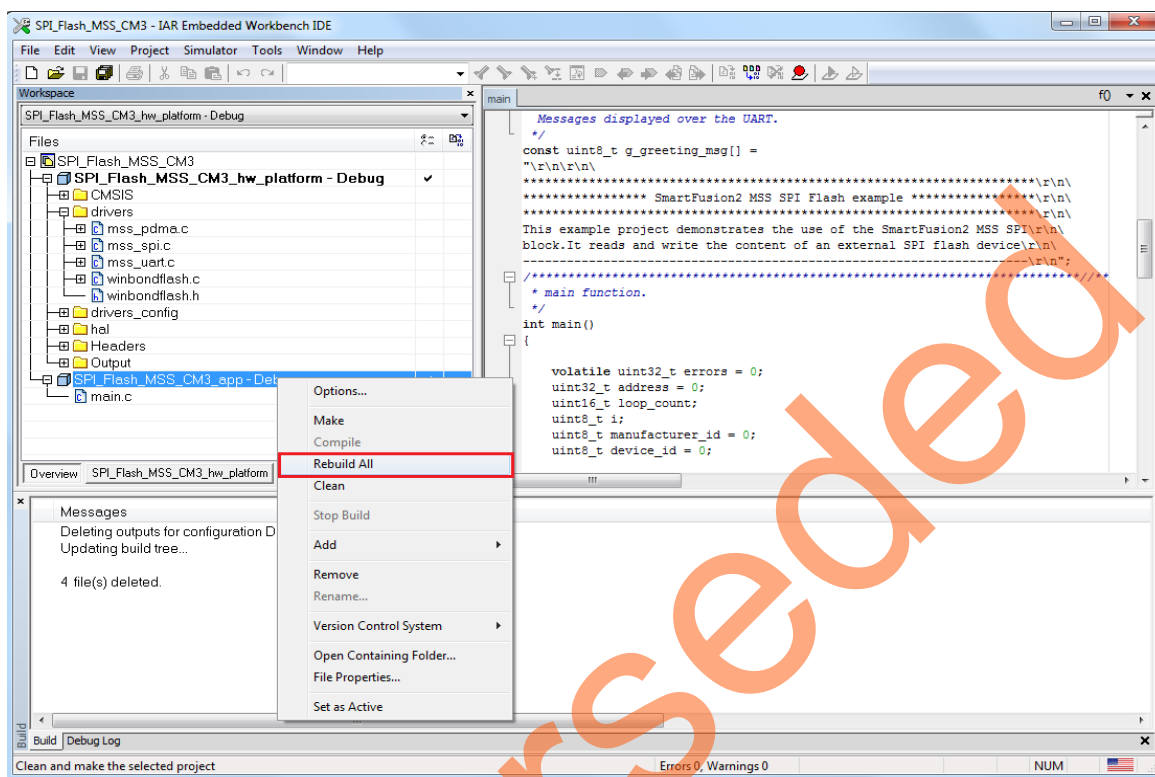 SPI_Flash_MSS_CM3 - IAR Embedded Workbench IDE
File Edit View Project Simulator Tools Window Help
Workspace
SPI_Flash_MSS_CM3_hw_platform - Debug
Files
SPI_Flash_MSS_CM3
SPI_Flash_MSS_CM3_hw_platform - Debug
CMSIS
drivers
mss_pdma.c
mss_spi.c
mss_uart.c
winbondflash.c
winbondflash.h
drivers_config
hal
Headers
Output
SPI_Flash_MSS_CM3_app - Deb
main.c
Overview SPI_Flash_MSS_CM3_hw_platform
main
f()
Messages displayed over the UART.
*/
const uint8_t g_greeting_msg[] =
"\r\n\r\n\
**********************************************************************\r\n\
***************** SmartFusion2 MSS SPI Flash example *****************\r\n\
**********************************************************************\r\n\
This example project demonstrates the use of the SmartFusion2 MSS SPI\r\n\
block.It reads and write the content of an external SPI flash device\r\n\
----------------------------------------------------------------------\r\n";
/****************************************************************************//**
* main function.
*/
int main()
{
volatile uint32_t errors = 0;
uint32_t address = 0;
uint16_t loop_count;
uint8_t i;
uint8_t manufacturer_id = 0;
uint8_t device_id = 0;
Options...
Make
Compile
Rebuild All
Clean
Stop Build
Add
Remove
Rename...
Version Control System
Open Containing Folder...
File Properties...
Set as Active
Messages
Deleting outputs for configuration D
Updating build tree...
4 file(s) deleted.
Build
Build Debug Log
Clean and make the selected project
Errors 0, Warnings 0
NUM
rseded